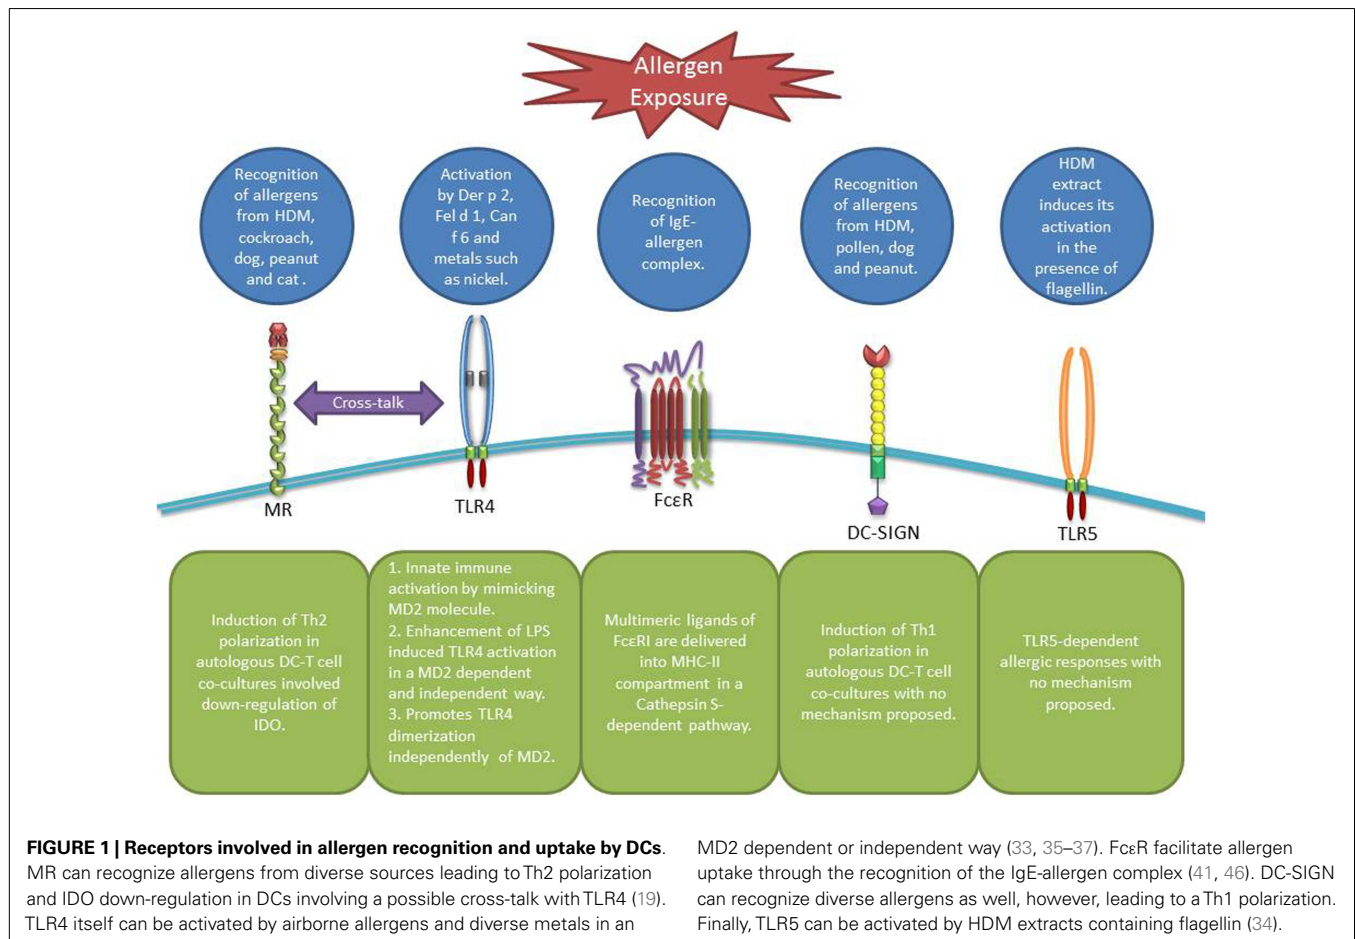 Allergen
Exposure
Recognition
of allergens
from HDM,
cockroach,
dog, peanut
and cat .
Activation
by Der p 2,
Fel d 1, Can
f 6 and
metals such
as nickel.
Recognition
of IgE-
allergen
complex.
Recognition
of allergens
from HDM,
pollen, dog
and peanut.
HDM
extract
induces its
activation
in the
presence of
flagellin.
Cross-talk
MR
TLR4
FcεR
DC-SIGN
TLR5
Induction of Th2
polarization in
autologous DC-T cell
co-cultures involved
down-regulation of
IDO.
1. Innate immune
activation by mimicking
MD2 molecule.
2. Enhancement of LPS
induced TLR4 activation
in a MD2 dependent
and independent way.
3. Promotes TLR4
dimerization
independently of MD2.
Multimeric ligands of
FcεRI are delivered
into MHC-II
compartment in a
Cathepsin S-
dependent pathway.
Induction of Th1
polarization in
autologous DC-T cell
co-cultures with no
mechanism proposed.
TLR5-dependent
allergic responses with
no mechanism
proposed.
FIGURE 1 | Receptors involved in allergen recognition and uptake by DCs.
MR can recognize allergens from diverse sources leading to Th2 polarization
and IDO down-regulation in DCs involving a possible cross-talk with TLR4 (19).
TLR4 itself can be activated by airborne allergens and diverse metals in an
MD2 dependent or independent way (33, 35–37). FcεR facilitate allergen
uptake through the recognition of the IgE-allergen complex (41, 46). DC-SIGN
can recognize diverse allergens as well, however, leading to a Th1 polarization.
Finally, TLR5 can be activated by HDM extracts containing flagellin (34).